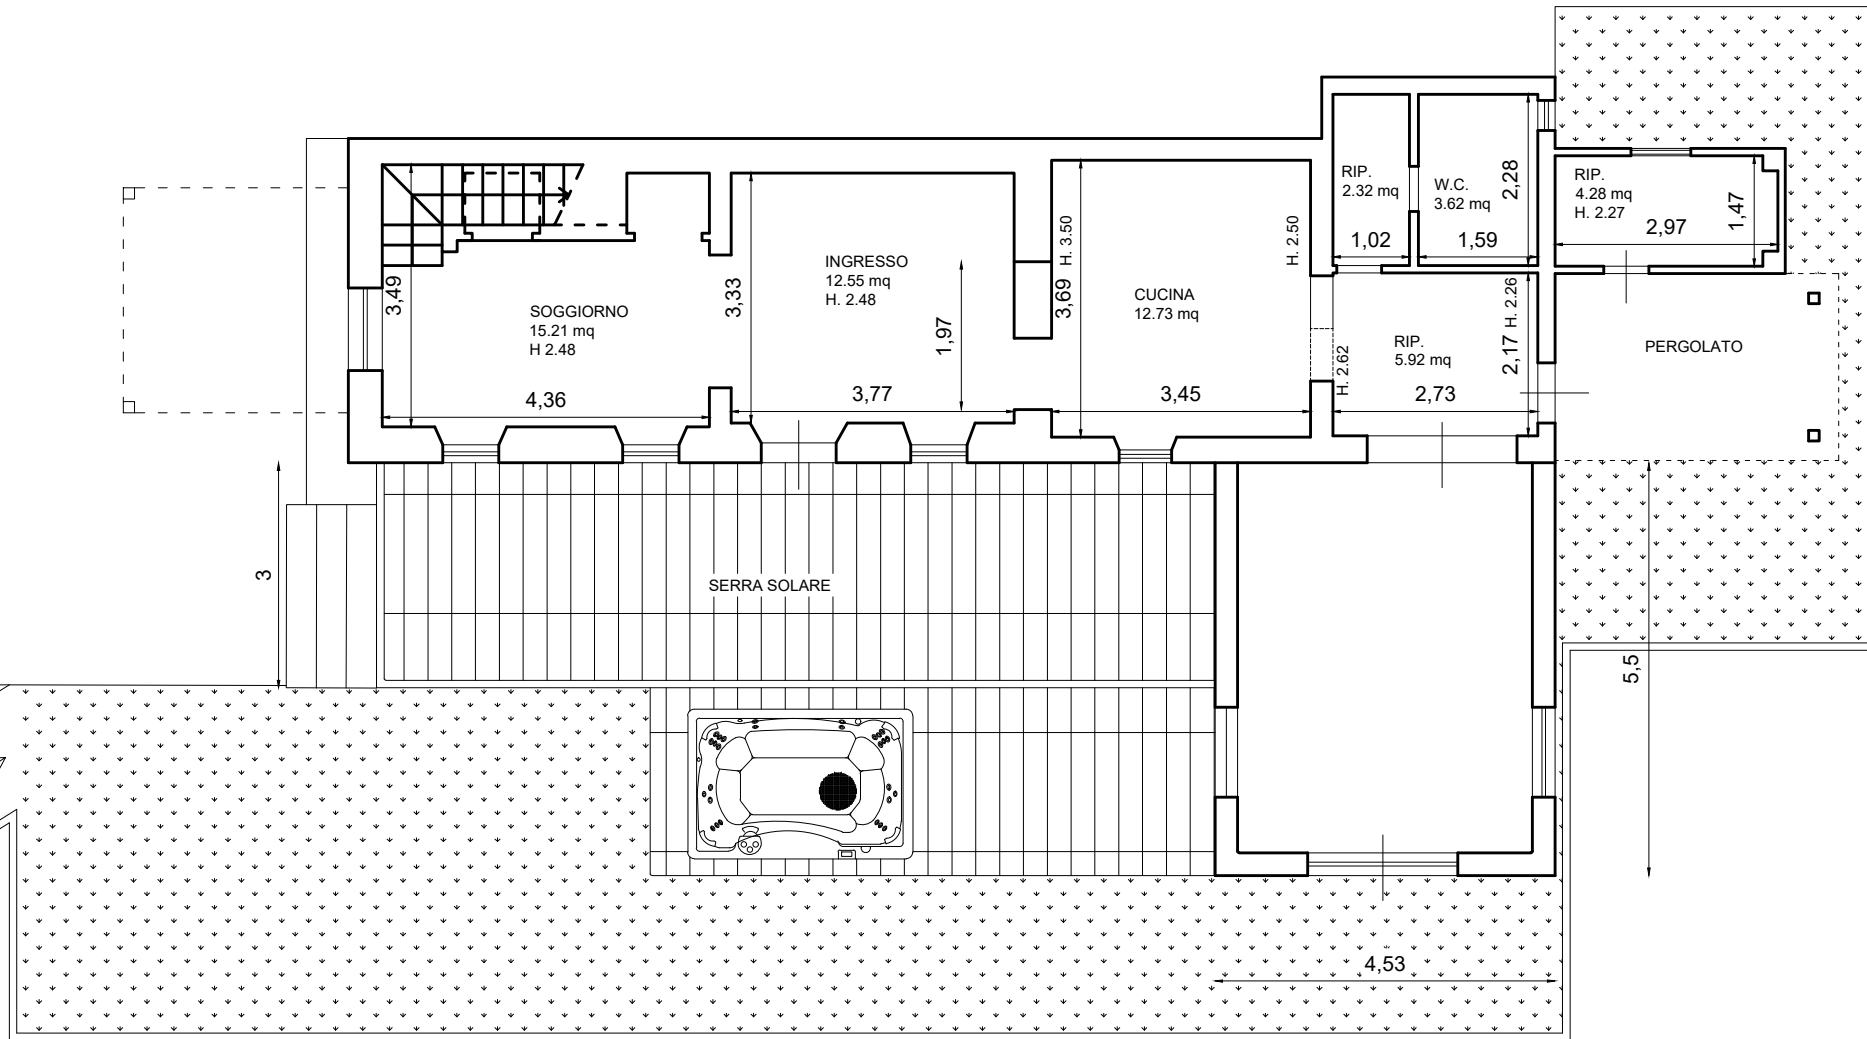 RIP.
2.32 mq
1,02
W.C.
3.62 mq
1,59
2,28
RIP.
4.28 mq
H. 2.27
2,97
1,47
3,49
SOGGIORNO
15.21 mq
H 2.48
4,36
3,33
INGRESSO
12.55 mq
H. 2.48
1,97
3,77
3,69
H. 3.50
CUCINA
12.73 mq
3,45
H. 2.50
H. 2.62
RIP.
5.92 mq
2,73
2,17
H. 2.26
PERGOLATO
3
SERRA SOLARE
5,5
4,53